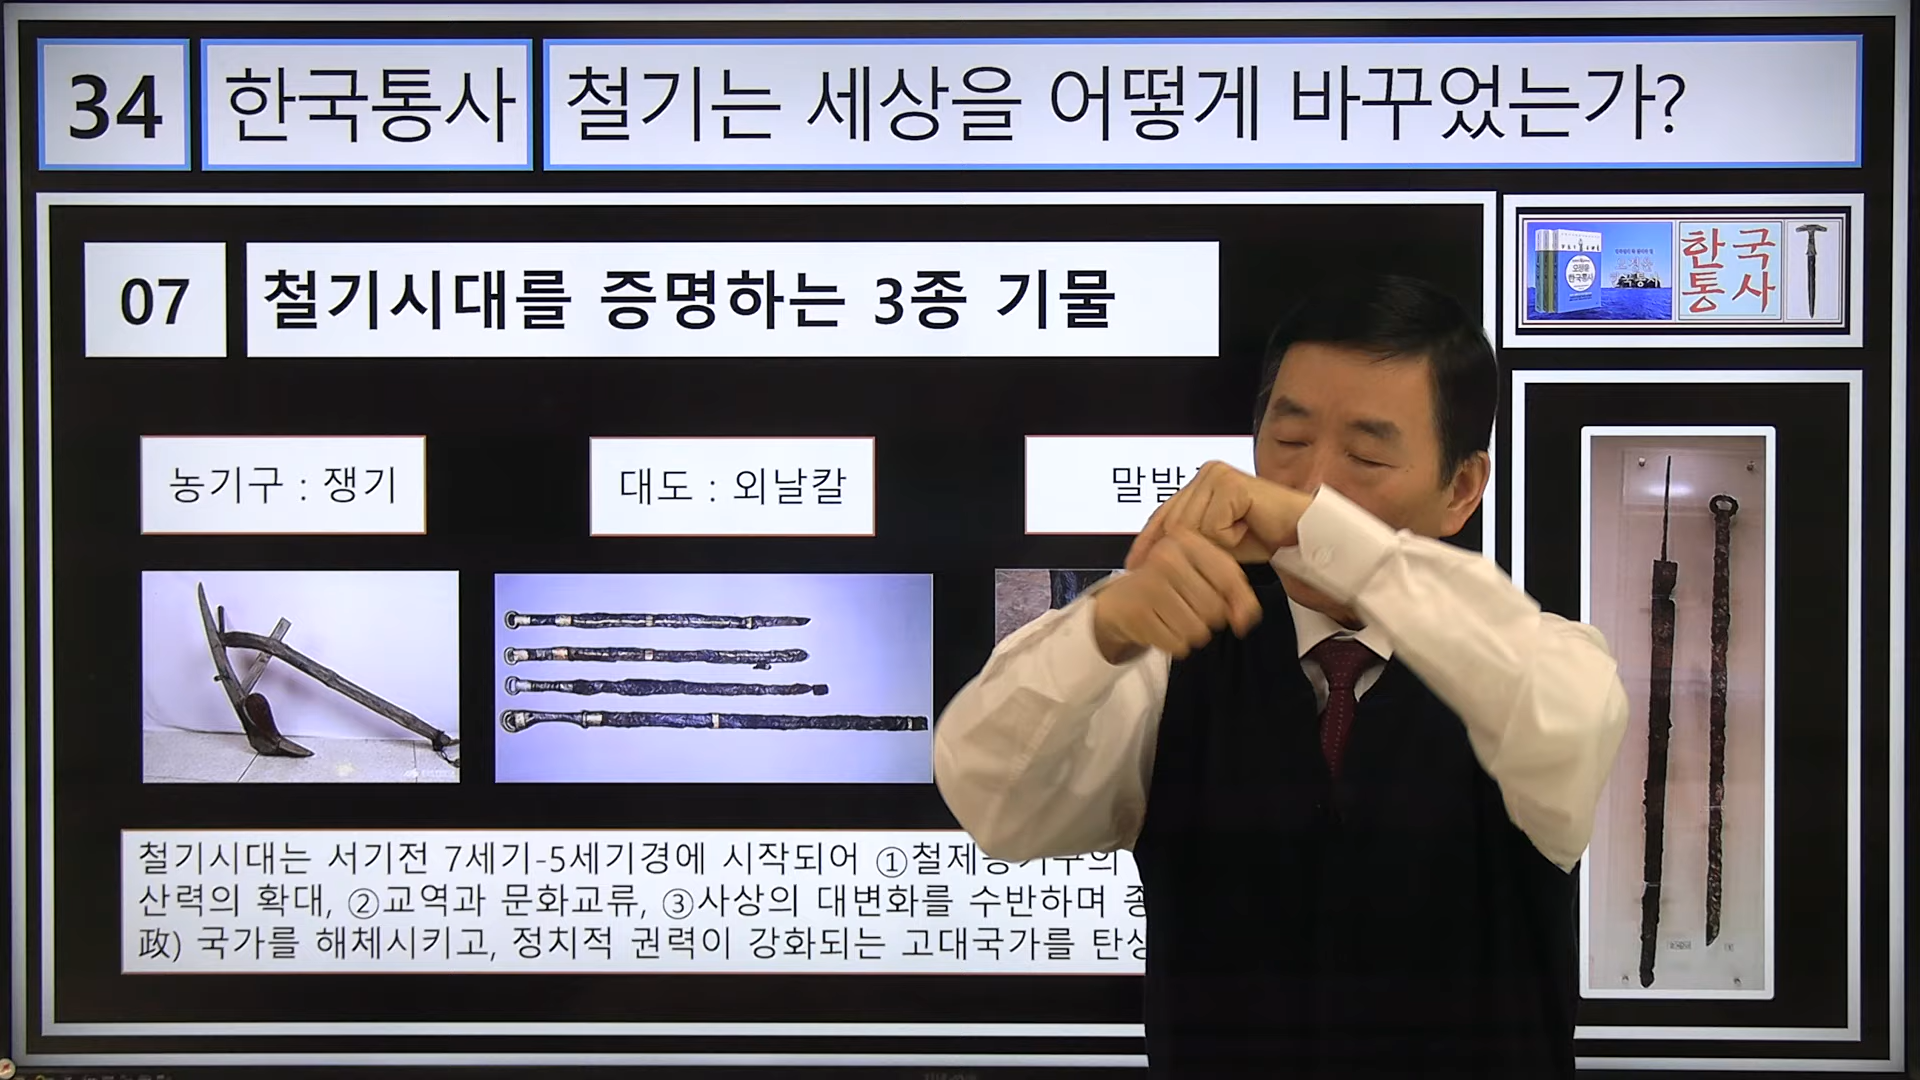 34 한국통사 철기는 세상을 어떻게 바꾸었는가?
한국
통사
07 철기시대를 증명하는 3종 기물
농기구 : 쟁기
대도 : 외날칼
말발
철기시대는 서기전 7세기-5세기경에 시작되어 ①철제농기구의
산력의 확대, ②교역과 문화교류, ③사상의 대변화를 수반하며
政) 국가를 해체시키고, 정치적 권력이 강화되는 고대국가를